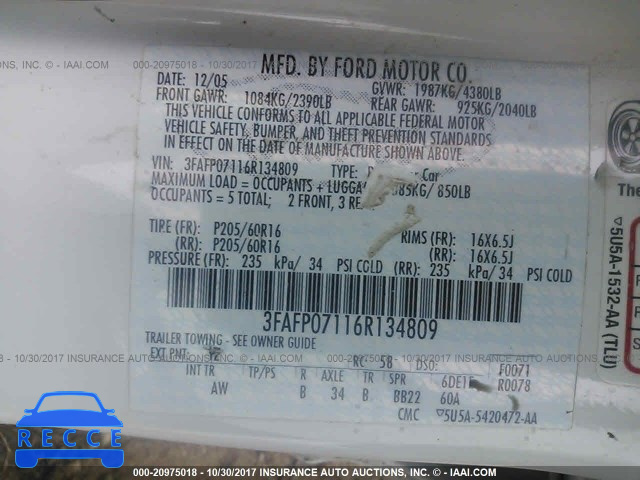 000-20975018 - 10/30/2017 INSURANCE AUTO AUCTIONS, INC. - © IAAI.COM
MFD. BY FORD MOTOR CO.
DATE: 12/05 GVWR: 1987KG/4380LB
FRONT GAWR: 1084KG/2390LB REAR GAWR: 925KG/2040LB
THIS VEHICLE CONFORMS TO ALL APPLICABLE FEDERAL MOTOR
VEHICLE SAFETY, BUMPER, AND THEFT PREVENTION STANDARDS
IN EFFECT ON THE DATE OF MANUFACTURE SHOWN ABOVE.
VIN: 3FAFP07116R134809 TYPE: Car
MAXIMUM LOAD = OCCUPANTS + 385KG/ 850LB
OCCUPANTS = 5 TOTAL; 2 FRONT, 3
TIRE (FR): P205/60R16 RIMS (FR): 16X6.5J
(RR): P205/60R16 (RR): 16X6.5J
PRESSURE (FR): 235 kPa/ 34 PSI COLD (RR): 235 kPa/ 34 PSI COLD
3FAFP07116R134809
TRAILER TOWING - SEE OWNER GUIDE
EXT PNT: RC: 5B DSO: F0071
INT TR TP/PS R AXLE TR SPR R0078
AW B 34 B BB22 60A
CMC ▽5U5A-5420472-AA
The
▽5U5A-1532-AA (TLU)
RECCE